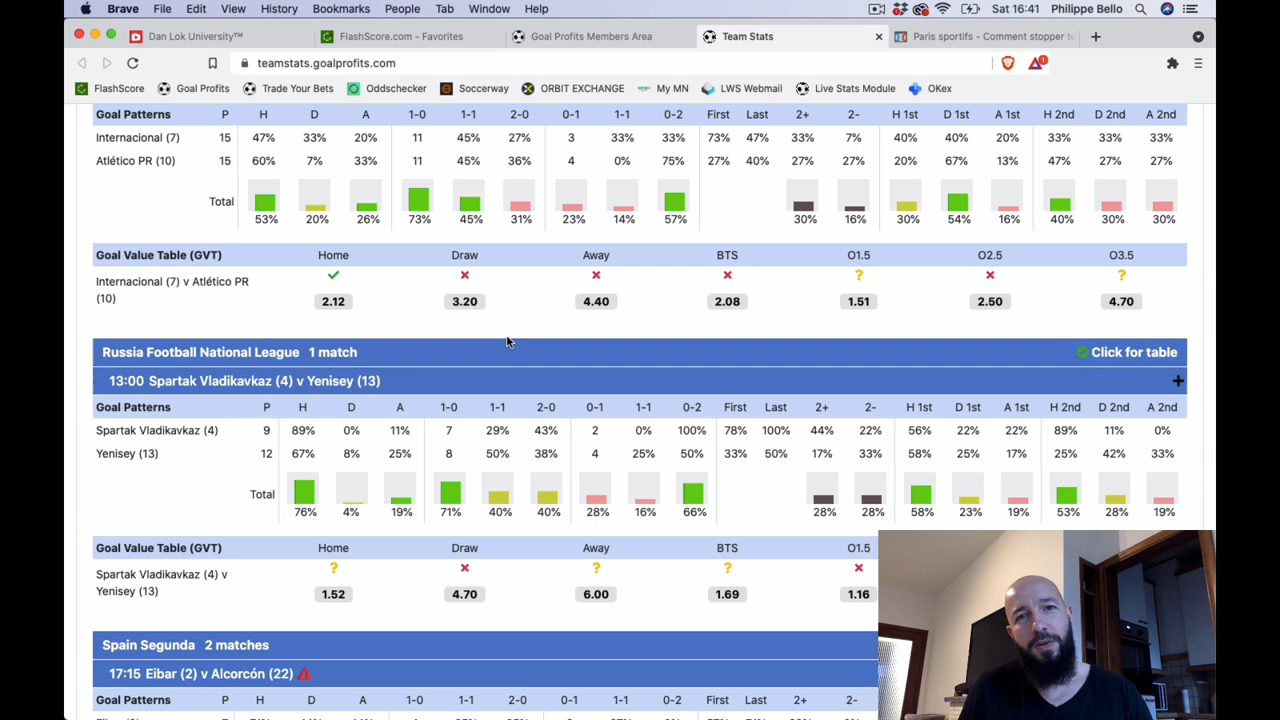 Brave File Edit View History Bookmarks People Tab Window Help Sat 16:41 Philippe Bello
Dan Lok University™ FlashScore.com - Favorites Goal Profits Members Area Team Stats Paris sportifs - Comment stopper te
teamstats.goalprofits.com
FlashScore Goal Profits Trade Your Bets Oddschecker Soccerway ORBIT EXCHANGE My MN LWS Webmail Live Stats Module OKex
Goal Patterns P H D A 1-0 1-1 2-0 0-1 1-1 0-2 First Last 2+ 2- H 1st D 1st A 1st H 2nd D 2nd A 2nd
Internacional (7) 15 47% 33% 20% 11 45% 27% 3 33% 33% 73% 47% 33% 7% 40% 40% 20% 33% 33% 33%
Atlético PR (10) 15 60% 7% 33% 11 45% 36% 4 0% 75% 27% 40% 27% 27% 20% 67% 13% 47% 27% 27%
Total
53% 20% 26% 73% 45% 31% 23% 14% 57% 30% 16% 30% 54% 16% 40% 30% 30%
Goal Value Table (GVT) Home Draw Away BTS O1.5 O2.5 O3.5
Internacional (7) v Atlético PR ✓ × × × ? × ?
(10) 2.12 3.20 4.40 2.08 1.51 2.50 4.70
Russia Football National League 1 match Click for table
13:00 Spartak Vladikavkaz (4) v Yenisey (13) +
Goal Patterns P H D A 1-0 1-1 2-0 0-1 1-1 0-2 First Last 2+ 2- H 1st D 1st A 1st H 2nd D 2nd A 2nd
Spartak Vladikavkaz (4) 9 89% 0% 11% 7 29% 43% 2 0% 100% 78% 100% 44% 22% 56% 22% 22% 89% 11% 0%
Yenisey (13) 12 67% 8% 25% 8 50% 38% 4 25% 50% 33% 50% 17% 33% 58% 25% 17% 25% 42% 33%
Total
76% 4% 19% 71% 40% 40% 28% 16% 66% 28% 28% 58% 23% 19% 53% 28% 19%
Goal Value Table (GVT) Home Draw Away BTS O1.5
Spartak Vladikavkaz (4) v ? × ? ? ×
Yenisey (13) 1.52 4.70 6.00 1.69 1.16
Spain Segunda 2 matches
17:15 Eibar (2) v Alcorcón (22)
Goal Patterns P H D A 1-0 1-1 2-0 0-1 1-1 0-2 First Last 2+ 2-